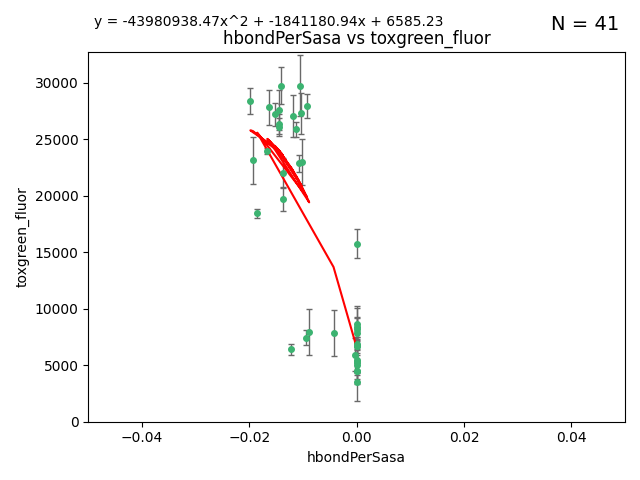 y = -43980938.47x^2 + -1841180.94x + 6585.23
N = 41
hbondPerSasa vs toxgreen_fluor
30000
25000
20000
15000
10000
5000
0
toxgreen_fluor
−0.04
−0.02
0.00
0.02
0.04
hbondPerSasa